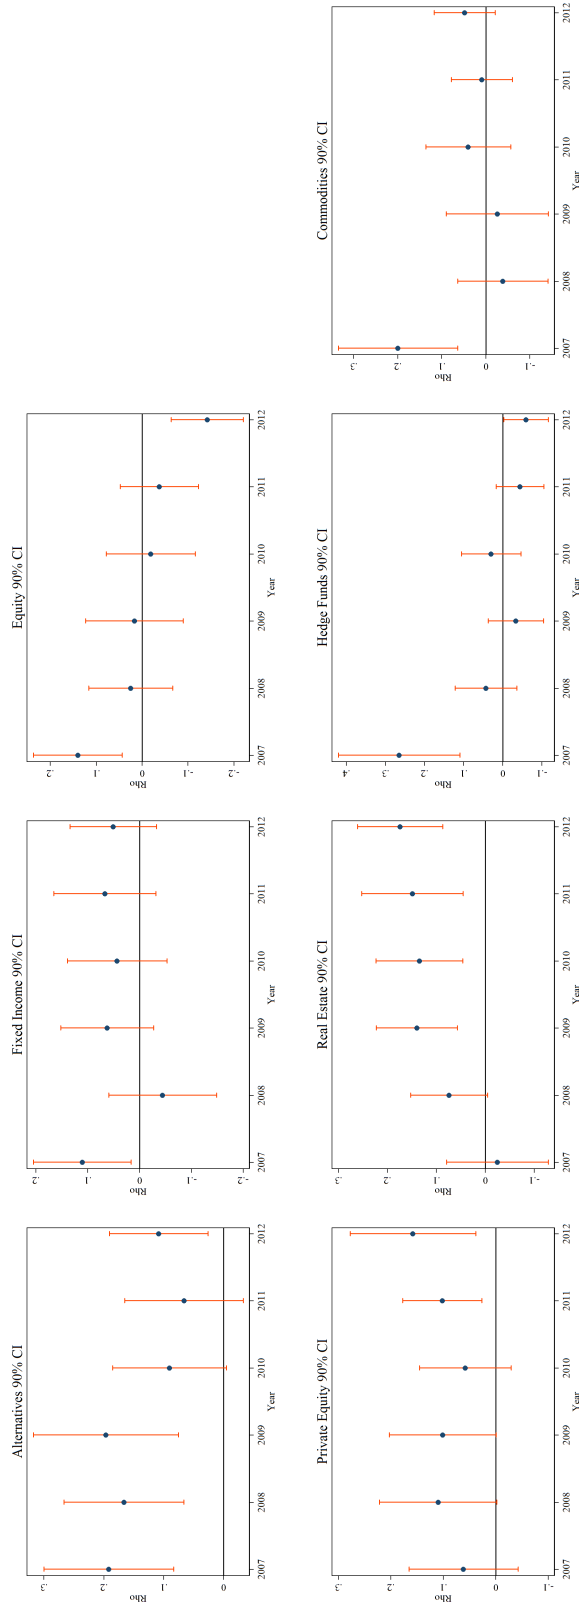 Alternatives 90% CI
.3
.2
.1
0
Rho
2007 2008 2009 2010 2011 2012
Year
Fixed Income 90% CI
.2
.1
0
-.1
-.2
Rho
2007 2008 2009 2010 2011 2012
Year
Equity 90% CI
.2
.1
0
-.1
-.2
Rho
2007 2008 2009 2010 2011 2012
Year
Private Equity 90% CI
.3
.2
.1
0
-.1
Rho
2007 2008 2009 2010 2011 2012
Year
Real Estate 90% CI
.3
.2
.1
0
-.1
Rho
2007 2008 2009 2010 2011 2012
Year
Hedge Funds 90% CI
.4
.3
.2
.1
0
-.1
Rho
2007 2008 2009 2010 2011 2012
Year
Commodities 90% CI
.3
.2
.1
0
-.1
Rho
2007 2008 2009 2010 2011 2012
Year